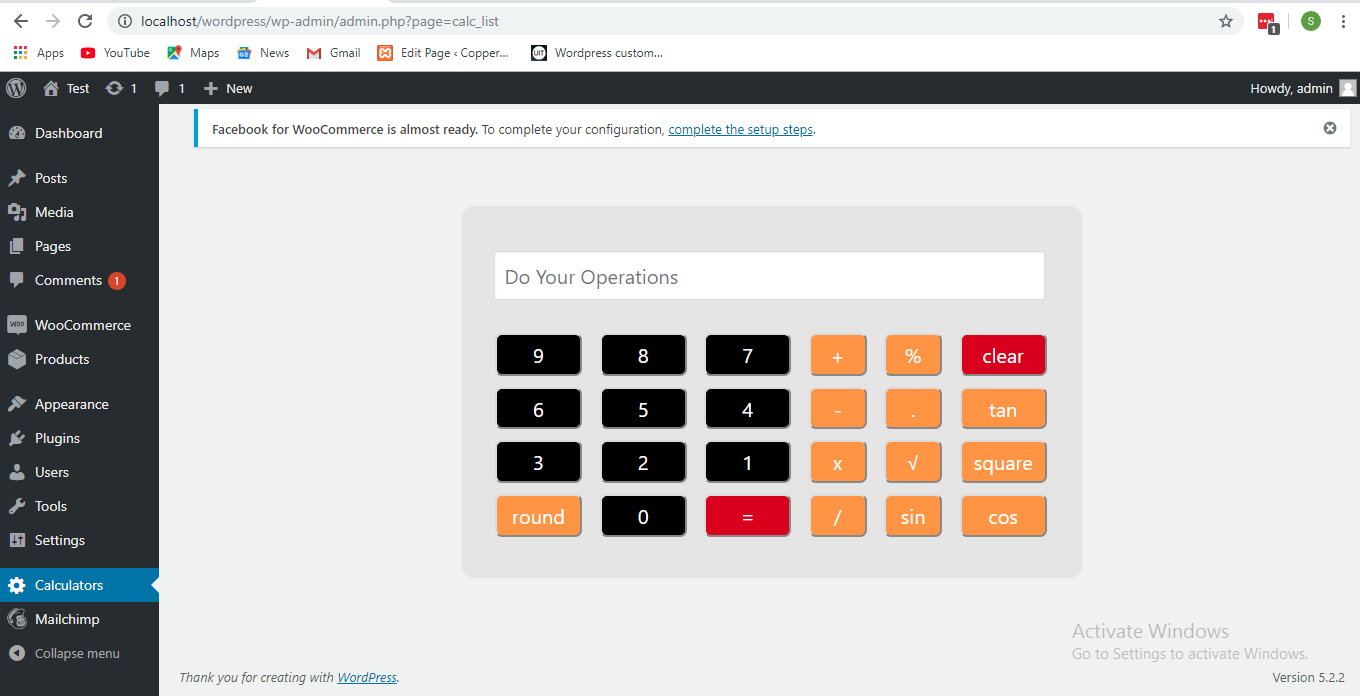 localhost/wordpress/wp-admin/admin.php?page=calc_list
1
S
Apps YouTube Maps News Gmail Edit Page ‹ Copper... UIT Wordpress custom...
Test 1 1 New Howdy, admin
Dashboard
Posts
Media
Pages
Comments 1
WOO WooCommerce
Products
Appearance
Plugins
Users
Tools
Settings
Calculators
Mailchimp
Collapse menu
Facebook for WooCommerce is almost ready. To complete your configuration, complete the setup steps.
Do Your Operations
9 8 7 + % clear
6 5 4 - . tan
3 2 1 x √ square
round 0 = / sin cos
Activate Windows
Go to Settings to activate Windows.
Thank you for creating with WordPress. Version 5.2.2